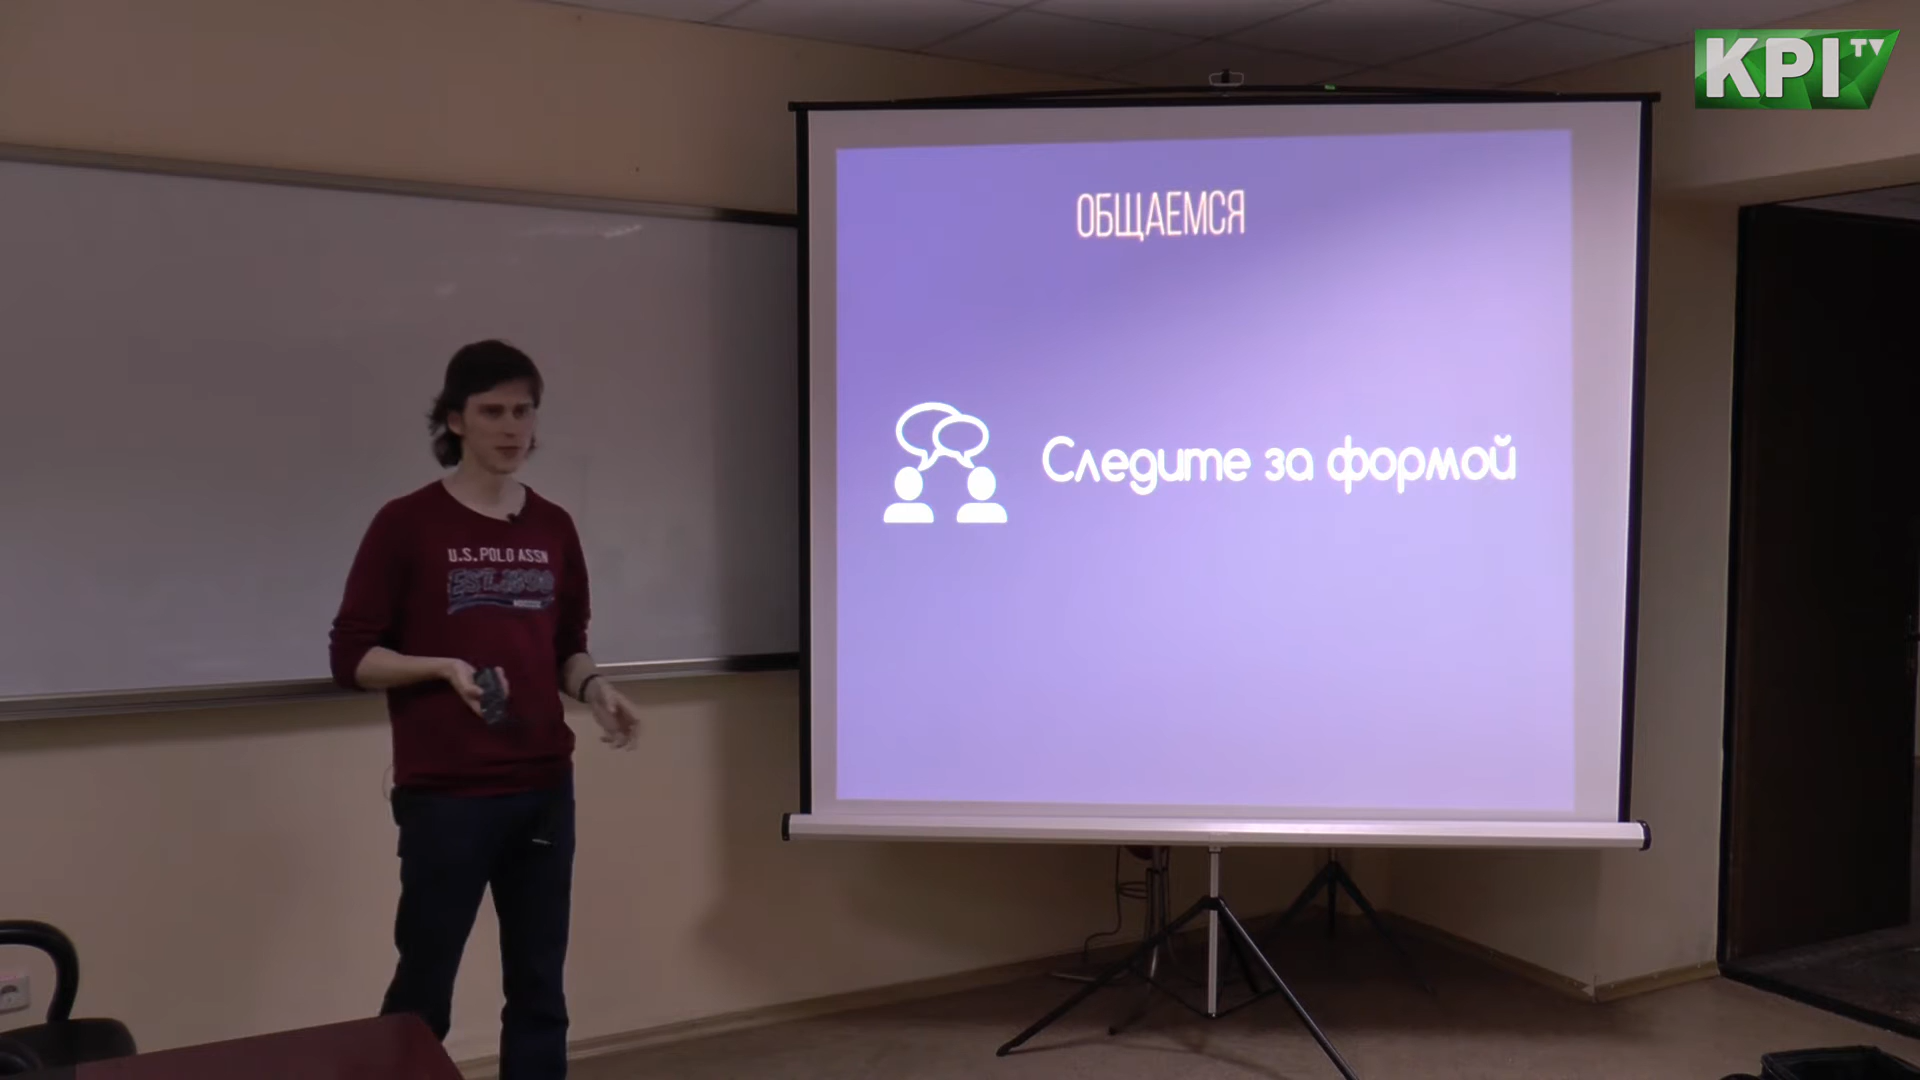 KPI TV
ОБЩАЕМСЯ
Следите за формой
U.S. POLO ASSN